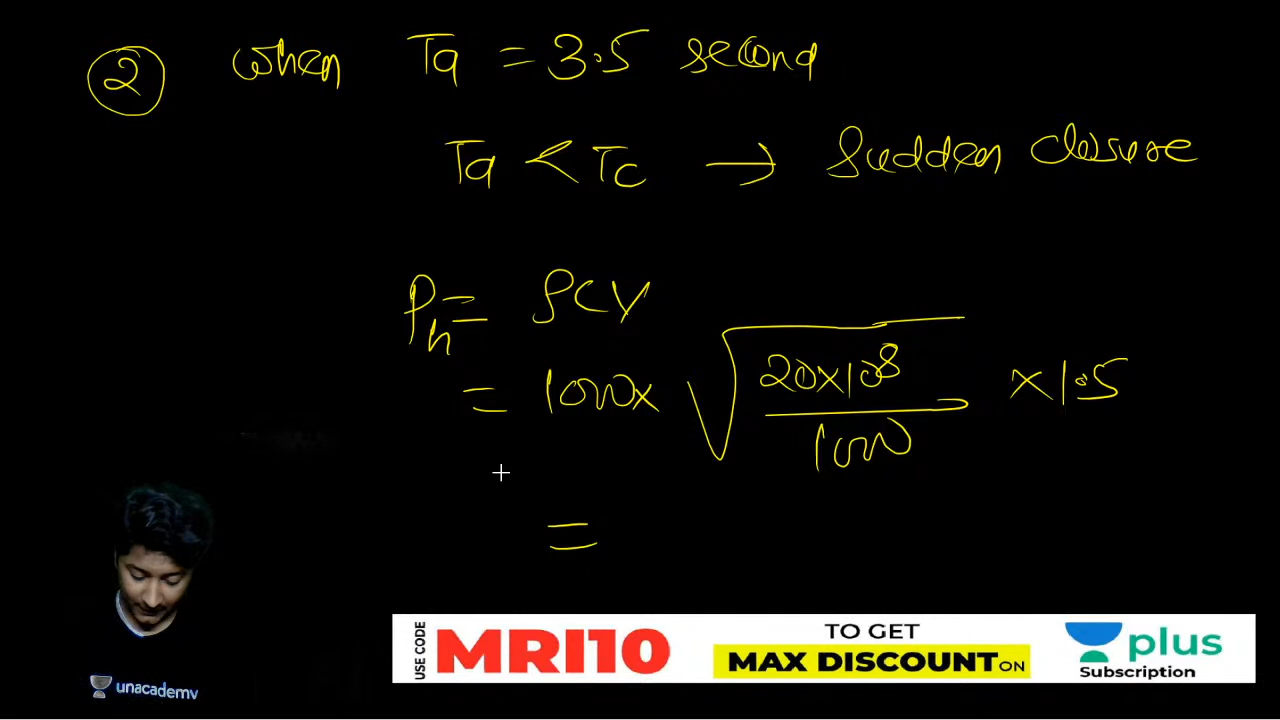 ② when Ta = 3.5 second
Ta < Tc → Sudden closure
Ph = ρCV
= 1000 × √(20×10⁸/1000) × 1.5
=
USE CODE MRI10 TO GET MAX DISCOUNT ON plus Subscription
unacademy